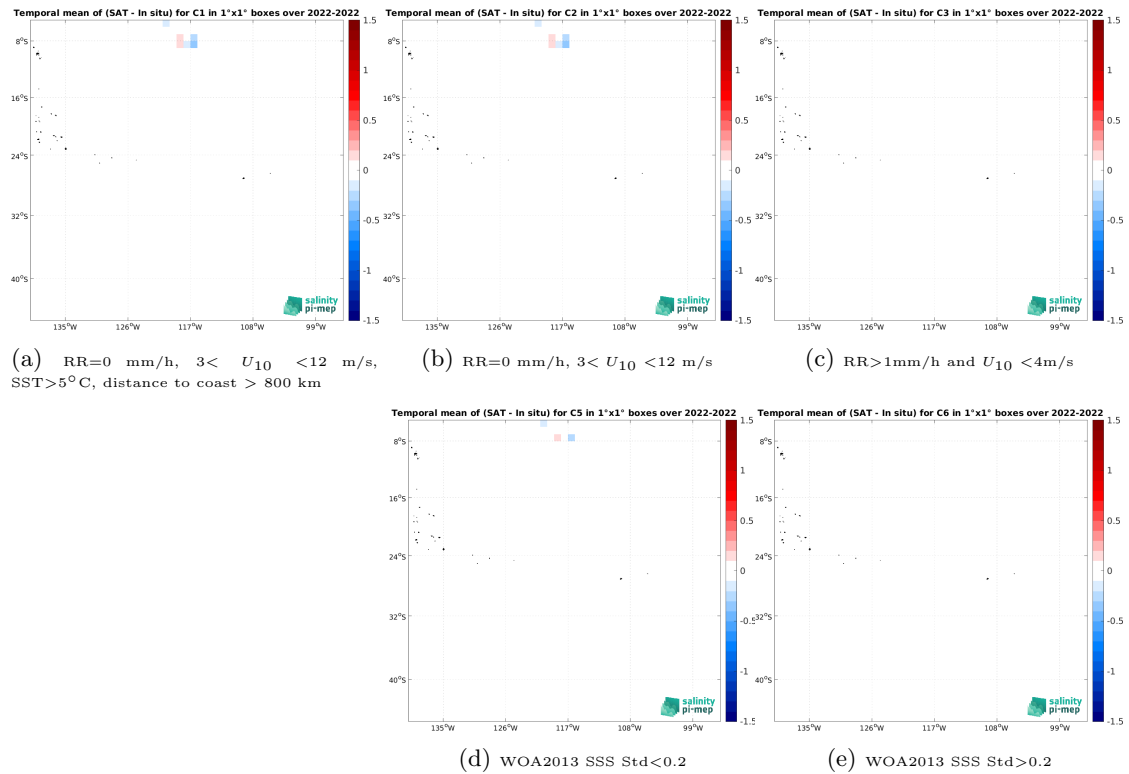 Temporal mean of (SAT - In situ) for C1 in 1°x1° boxes over 2022-2022
8°S
16°S
24°S
32°S
40°S
135°W
126°W
117°W
108°W
99°W
1.5
1
0.5
0
-0.5
-1
-1.5
salinity
pi-mep
(a) RR=0 mm/h, 3< U10 <12 m/s,
SST>5°C, distance to coast > 800 km
Temporal mean of (SAT - In situ) for C2 in 1°x1° boxes over 2022-2022
8°S
16°S
24°S
32°S
40°S
135°W
126°W
117°W
108°W
99°W
1.5
1
0.5
0
-0.5
-1
-1.5
salinity
pi-mep
(b) RR=0 mm/h, 3< U10 <12 m/s
Temporal mean of (SAT - In situ) for C3 in 1°x1° boxes over 2022-2022
8°S
16°S
24°S
32°S
40°S
135°W
126°W
117°W
108°W
99°W
1.5
1
0.5
0
-0.5
-1
-1.5
salinity
pi-mep
(c) RR>1mm/h and U10 <4m/s
Temporal mean of (SAT - In situ) for C5 in 1°x1° boxes over 2022-2022
8°S
16°S
24°S
32°S
40°S
135°W
126°W
117°W
108°W
99°W
1.5
1
0.5
0
-0.5
-1
-1.5
salinity
pi-mep
(d) WOA2013 SSS Std<0.2
Temporal mean of (SAT - In situ) for C6 in 1°x1° boxes over 2022-2022
8°S
16°S
24°S
32°S
40°S
135°W
126°W
117°W
108°W
99°W
1.5
1
0.5
0
-0.5
-1
-1.5
salinity
pi-mep
(e) WOA2013 SSS Std>0.2